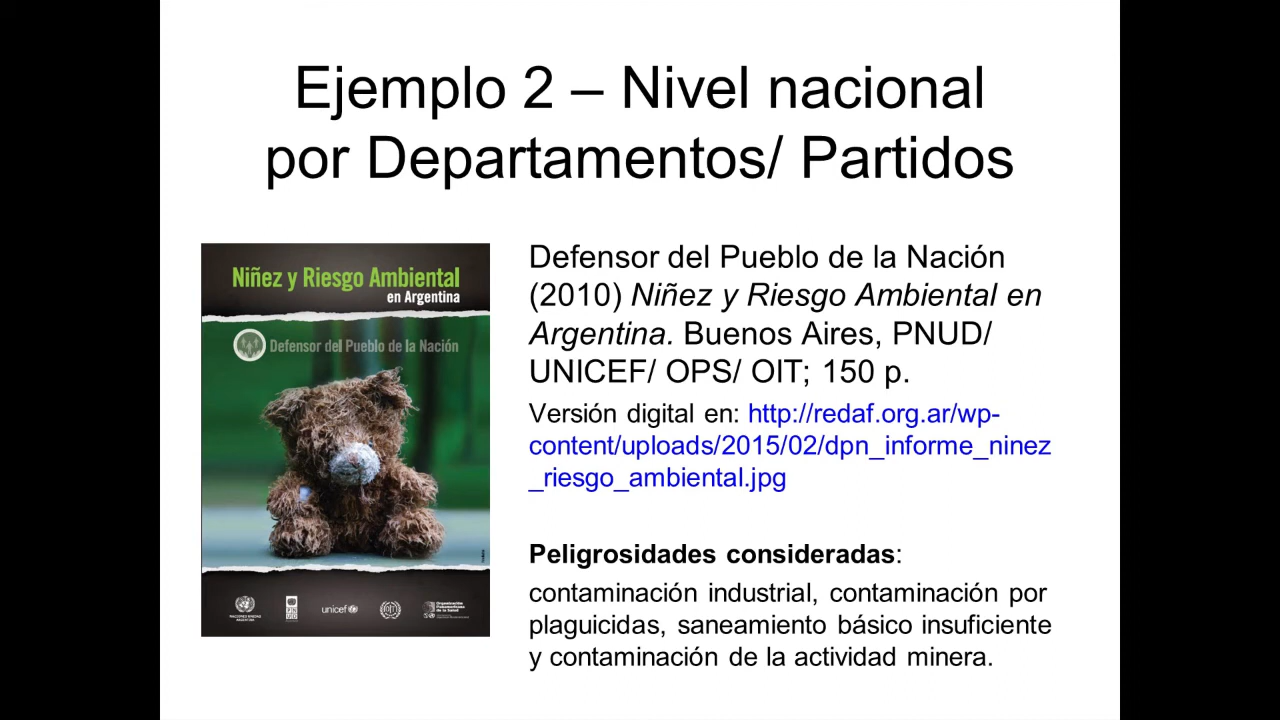 Ejemplo 2 – Nivel nacional
por Departamentos/ Partidos
Niñez y Riesgo Ambiental
en Argentina
Defensor del Pueblo de la Nación
unicef
Defensor del Pueblo de la Nación
(2010) Niñez y Riesgo Ambiental en
Argentina. Buenos Aires, PNUD/
UNICEF/ OPS/ OIT; 150 p.
Versión digital en: http://redaf.org.ar/wp-
content/uploads/2015/02/dpn_informe_ninez
_riesgo_ambiental.jpg
Peligrosidades consideradas:
contaminación industrial, contaminación por
plaguicidas, saneamiento básico insuficiente
y contaminación de la actividad minera.